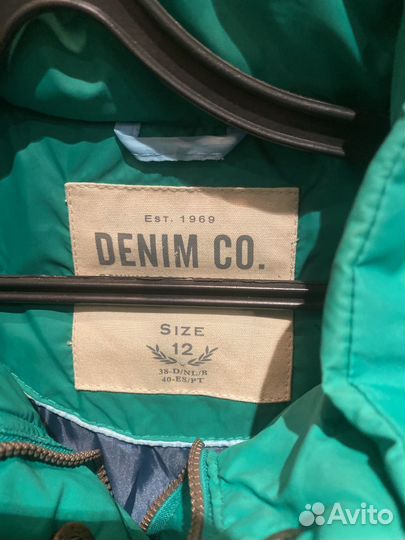 EST. 1969
DENIM CO.
SIZE
12
38-D/NL/B
40-ES/PT
Avito